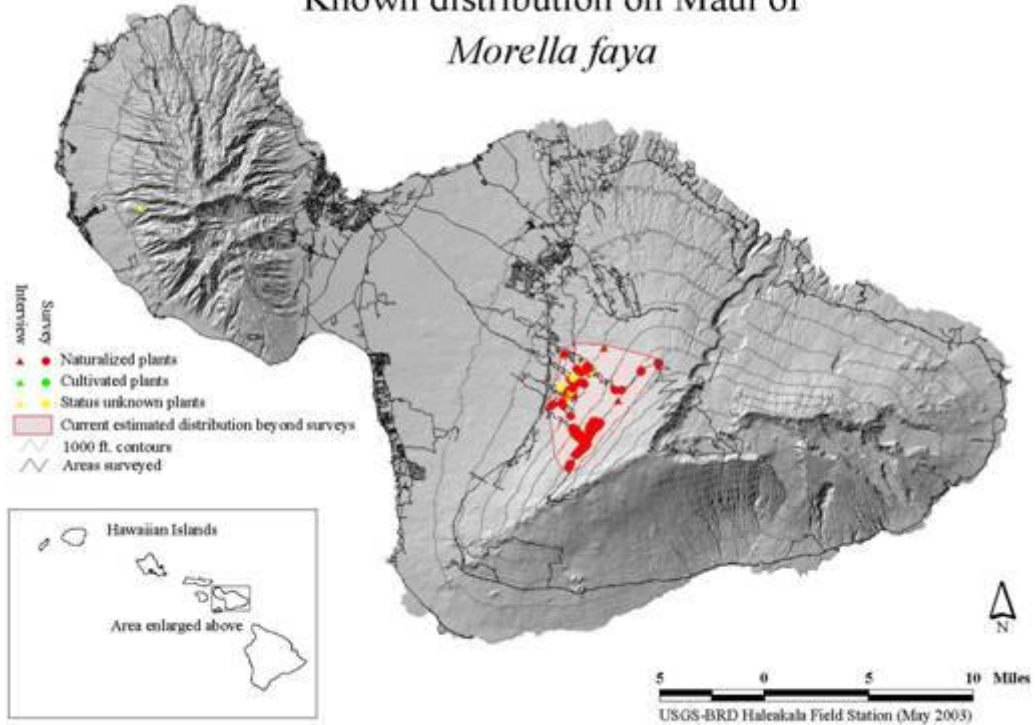 Known distribution on Maui of
Morella faya
Interview
Survey
Naturalized plants
Cultivated plants
Status unknown plants
Current estimated distribution beyond surveys
1000 ft. contours
Areas surveyed
Hawaiian Islands
Area enlarged above
N
5 0 5 10 Miles
USGS-BRD Haleakala Field Station (May 2003)